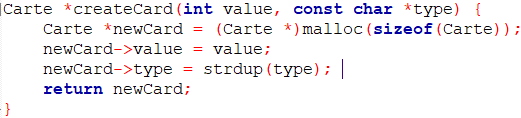 Carte *createCard(int value, const char *type) {
    Carte *newCard = (Carte *)malloc(sizeof(Carte));
    newCard->value = value;
    newCard->type = strdup(type);
    return newCard;
}